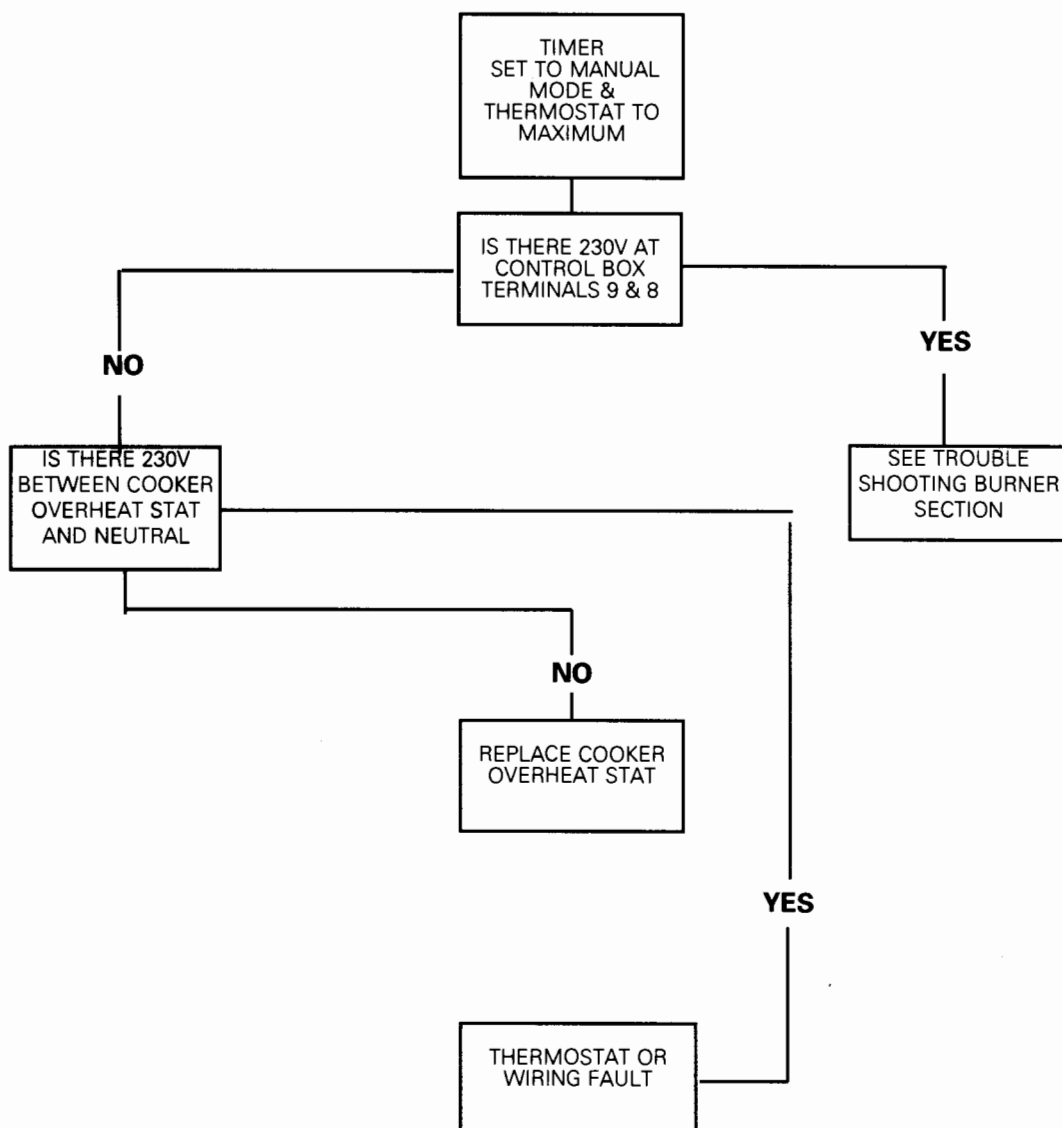 TIMER
SET TO MANUAL
MODE &
THERMOSTAT TO
MAXIMUM
IS THERE 230V AT
CONTROL BOX
TERMINALS 9 & 8
NO
YES
IS THERE 230V
BETWEEN COOKER
OVERHEAT STAT
AND NEUTRAL
SEE TROUBLE
SHOOTING BURNER
SECTION
NO
REPLACE COOKER
OVERHEAT STAT
YES
THERMOSTAT OR
WIRING FAULT